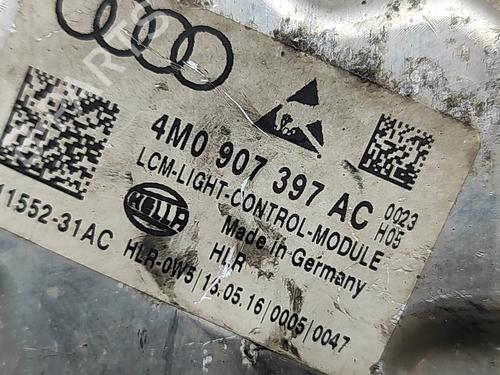 4M0 907 397 AC
0023
H05
LCM-LIGHT-CONTROL-MODULE
Made in Germany
HELLA
HLR
11552-31AC
HLR-0W5/13.05.16/0005/0047